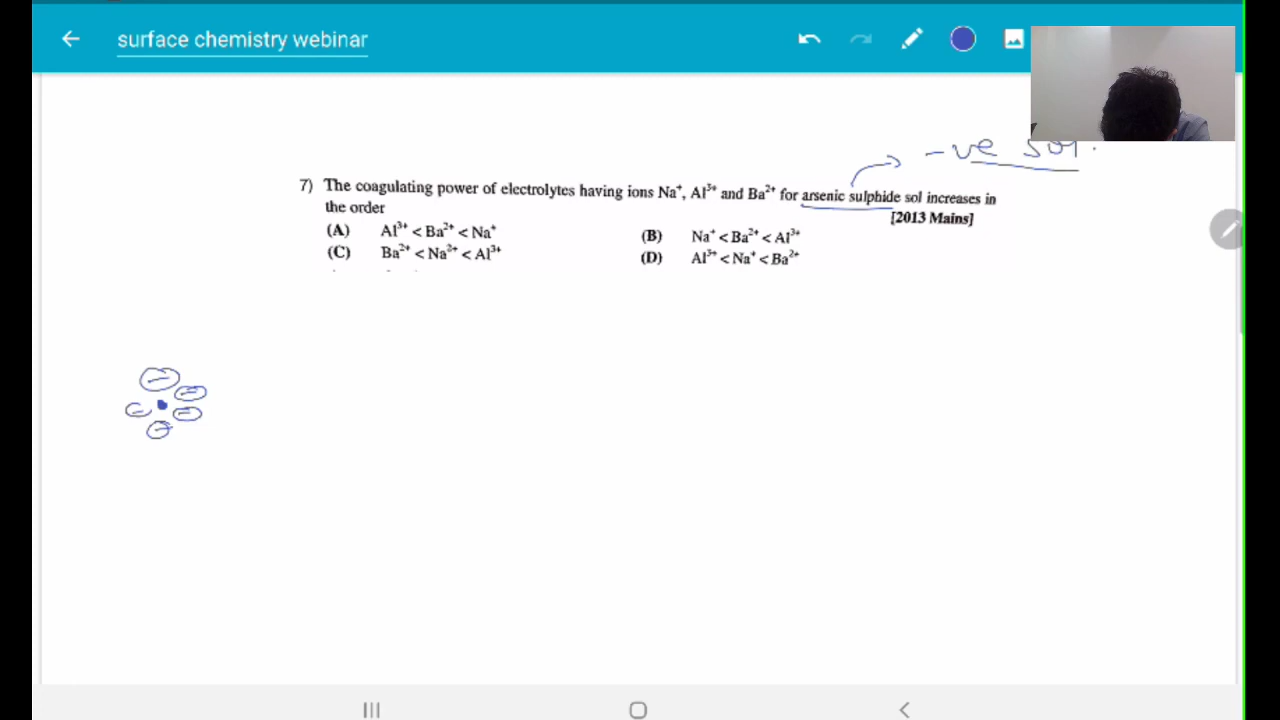 surface chemistry webinar
-ve sol.
7) The coagulating power of electrolytes having ions Na⁺, Al³⁺ and Ba²⁺ for arsenic sulphide sol increases in
the order [2013 Mains]
(A) Al³⁺ < Ba²⁺ < Na⁺ (B) Na⁺ < Ba²⁺ < Al³⁺
(C) Ba²⁺ < Na²⁺ < Al³⁺ (D) Al³⁺ < Na⁺ < Ba²⁺